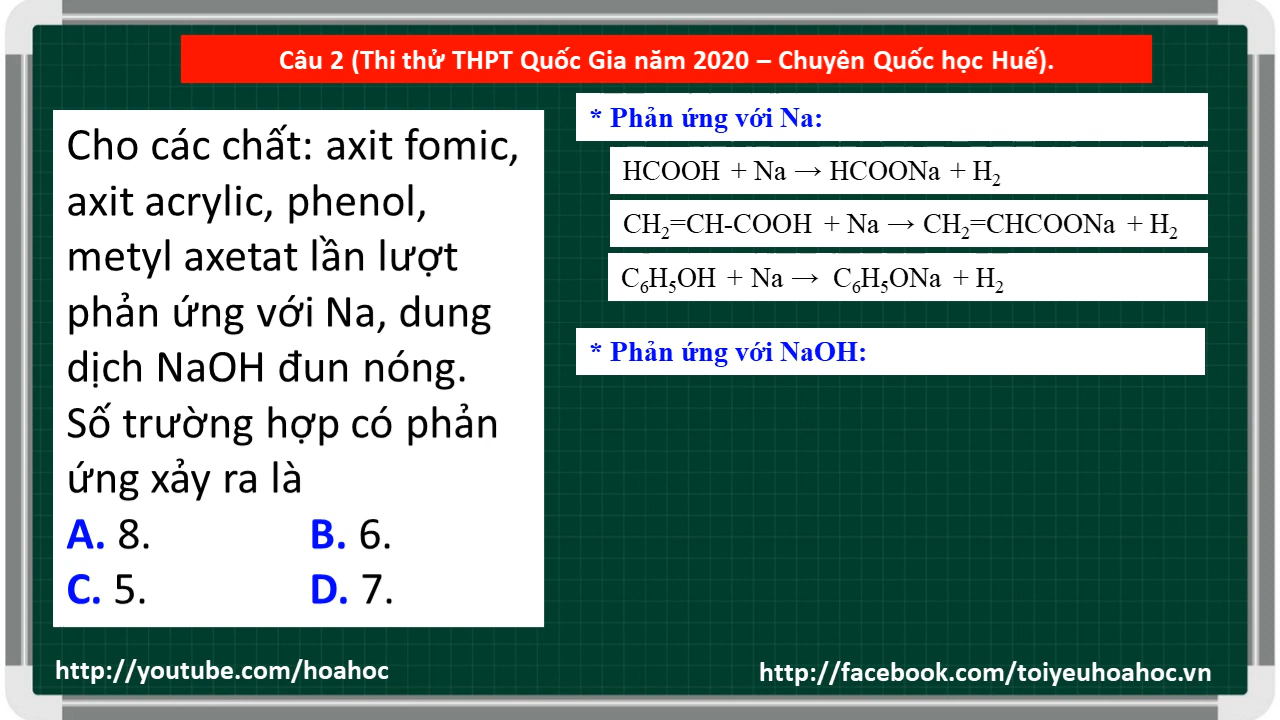 Câu 2 (Thi thử THPT Quốc Gia năm 2020 – Chuyên Quốc học Huế).
Cho các chất: axit fomic,
axit acrylic, phenol,
metyl axetat lần lượt
phản ứng với Na, dung
dịch NaOH đun nóng.
Số trường hợp có phản
ứng xảy ra là
A. 8. B. 6.
C. 5. D. 7.
* Phản ứng với Na:
HCOOH + Na → HCOONa + H₂
CH₂=CH-COOH + Na → CH₂=CHCOONa + H₂
C₆H₅OH + Na → C₆H₅ONa + H₂
* Phản ứng với NaOH:
http://youtube.com/hoahoc
http://facebook.com/toiyeuhoahoc.vn